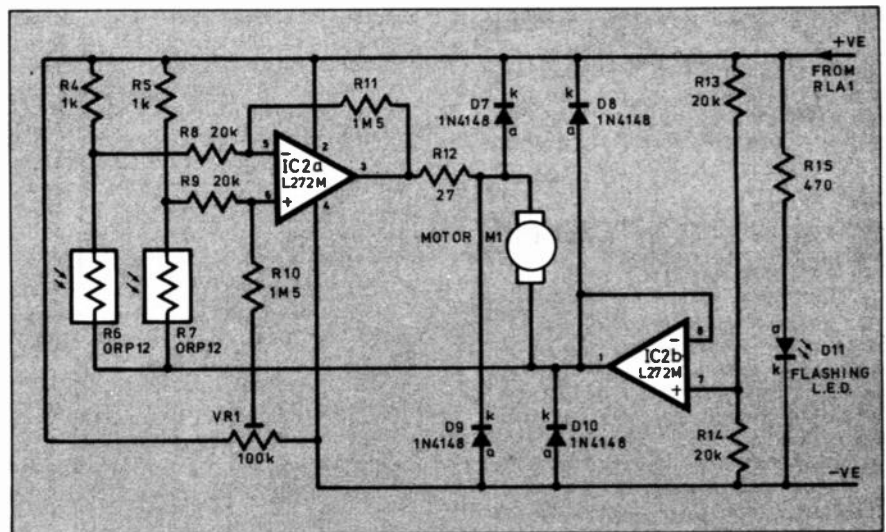 +VE
FROM
RLA1
R4
1k
R5
1k
R11
1M5
D7
1N4148
k
a
k
a
D8
1N4148
R13
20k
R8 20k
5
−
2
IC2a
L272M
3
R9 20k
6
+
4
R12
27
R15
470
MOTOR M1
R10
1M5
R6
ORP12
R7
ORP12
8
−
1
IC2b
L272M
7
+
a
k
D11
FLASHING
L.E.D.
VR1
100k
D9
1N4148
k
a
k
a
D10
1N4148
R14
20k
−VE